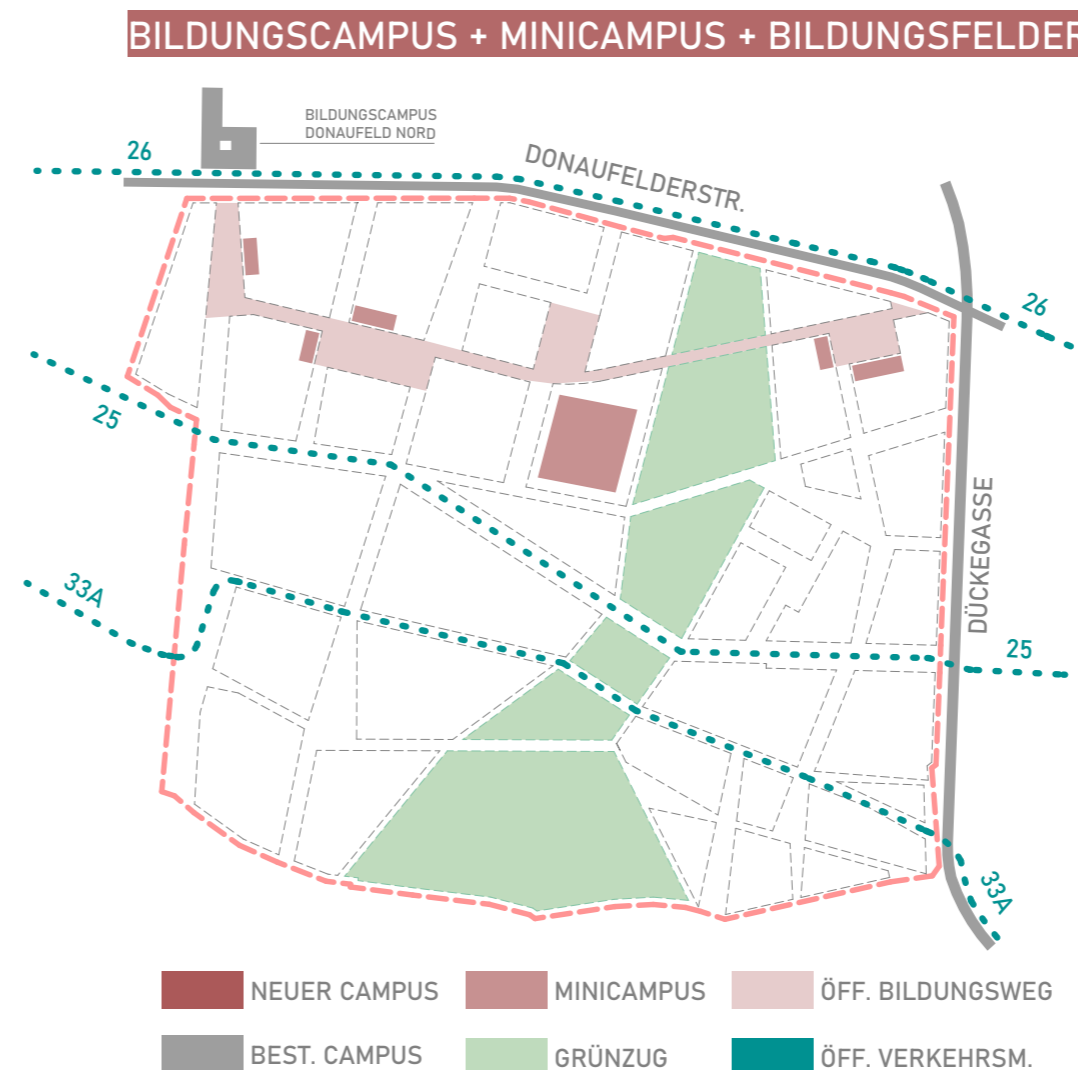 BILDUNGSCAMPUS + MINICAMPUS + BILDUNGSFELDER
BILDUNGSCAMPUS
DONAUFELD NORD
26
DONAUFELDERSTR.
26
25
DÜCKEGASSE
33A
25
33A
NEUER CAMPUS
MINICAMPUS
ÖFF. BILDUNGSWEG
BEST. CAMPUS
GRÜNZUG
ÖFF. VERKEHRSM.